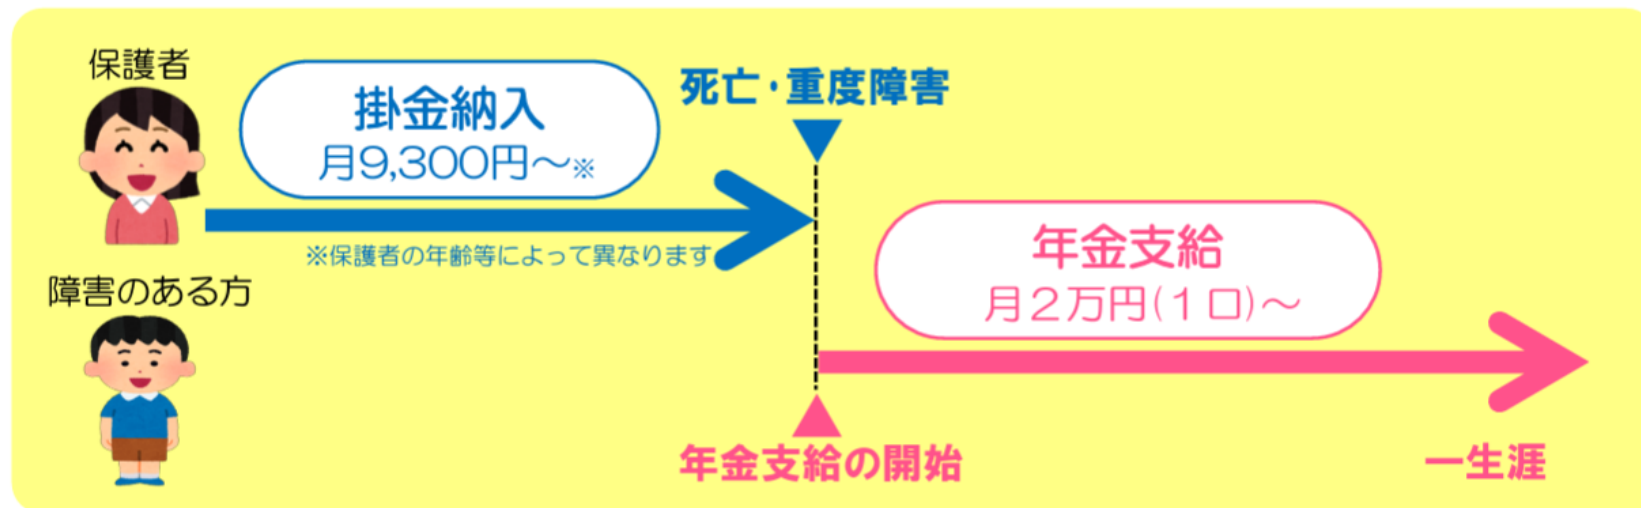 保護者
掛金納入
月9,300円～※
※保護者の年齢等によって異なります
死亡・重度障害
障害のある方
年金支給
月２万円(１口)～
年金支給の開始
一生涯